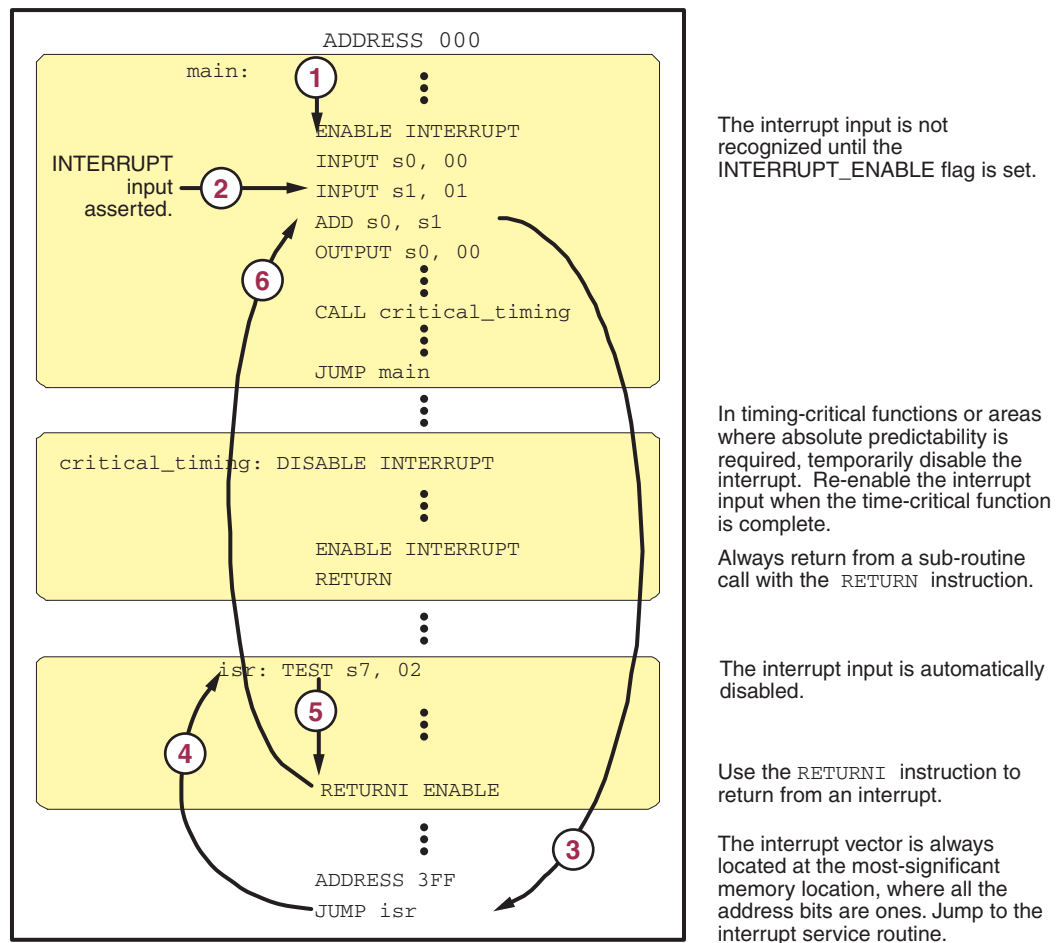 ADDRESS 000
main:
1
ENABLE INTERRUPT
INPUT s0, 00
INTERRUPT
input
asserted.
2
INPUT s1, 01
ADD s0, s1
OUTPUT s0, 00
6
CALL critical_timing
JUMP main
The interrupt input is not
recognized until the
INTERRUPT_ENABLE flag is set.
critical_timing: DISABLE INTERRUPT
ENABLE INTERRUPT
RETURN
In timing-critical functions or areas
where absolute predictability is
required, temporarily disable the
interrupt. Re-enable the interrupt
input when the time-critical function
is complete.
Always return from a sub-routine
call with the RETURN instruction.
isr: TEST s7, 02
5
4
RETURNI ENABLE
The interrupt input is automatically
disabled.
Use the RETURNI instruction to
return from an interrupt.
3
ADDRESS 3FF
JUMP isr
The interrupt vector is always
located at the most-significant
memory location, where all the
address bits are ones. Jump to the
interrupt service routine.